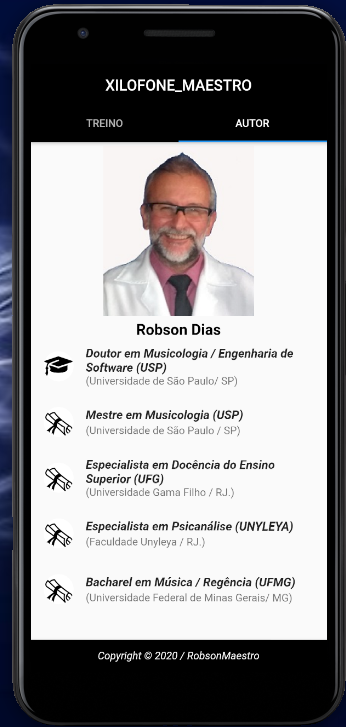 XILOFONE_MAESTRO
TREINO
AUTOR
Robson Dias
Doutor em Musicologia / Engenharia de
Software (USP)
(Universidade de São Paulo/ SP)
Mestre em Musicologia (USP)
(Universidade de São Paulo / SP)
Especialista em Docência do Ensino
Superior (UFG)
(Universidade Gama Filho / RJ.)
Especialista em Psicanálise (UNYLEYA)
(Faculdade Unyleya / RJ.)
Bacharel em Música / Regência (UFMG)
(Universidade Federal de Minas Gerais/ MG)
Copyright © 2020 / RobsonMaestro